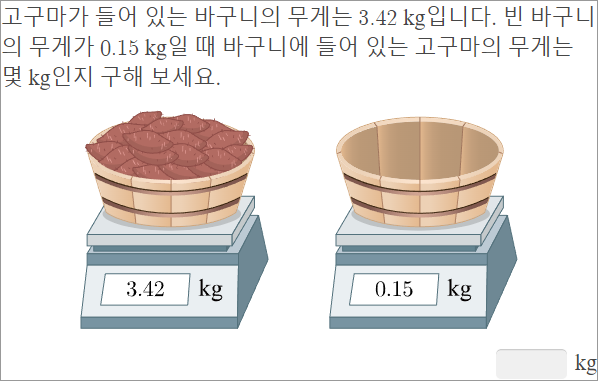 고구마가 들어 있는 바구니의 무게는 3.42 kg입니다. 빈 바구니
의 무게가 0.15 kg일 때 바구니에 들어 있는 고구마의 무게는
몇 kg인지 구해 보세요.
3.42 kg
0.15 kg
kg